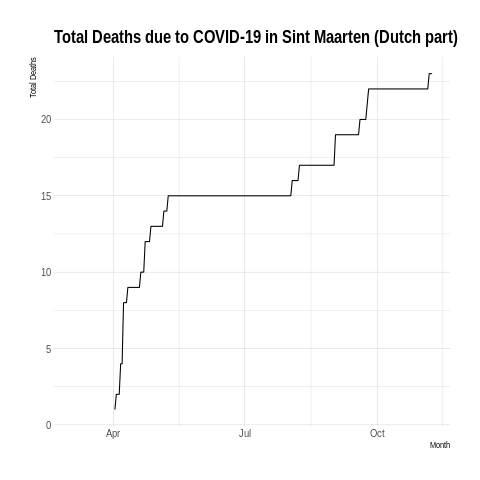 Total Deaths due to COVID-19 in Sint Maarten (Dutch part)
Total Deaths
20
15
10
5
0
Apr Jul Oct
Month